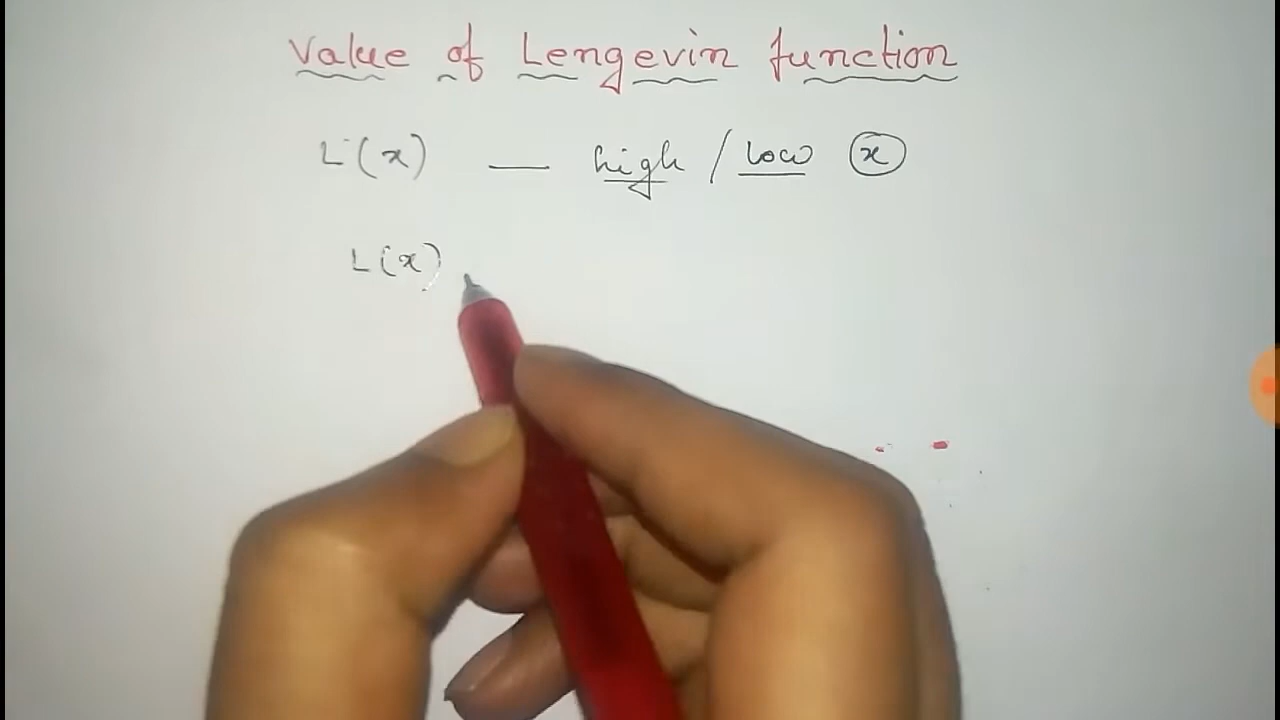 Value of Lengevin function
L(x) — high / low x
L(x)